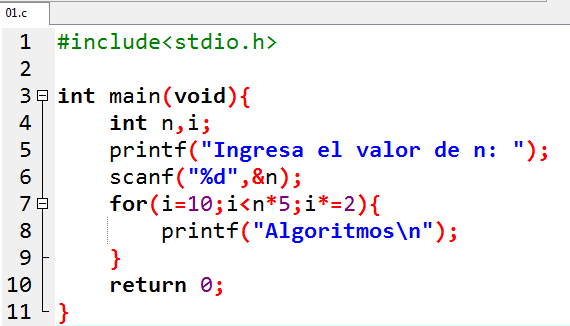 01.c
1 #include<stdio.h>
2
3 int main(void){
4 int n,i;
5 printf("Ingresa el valor de n: ");
6 scanf("%d",&n);
7 for(i=10;i<n*5;i*=2){
8 printf("Algoritmos\n");
9 }
10 return 0;
11 }